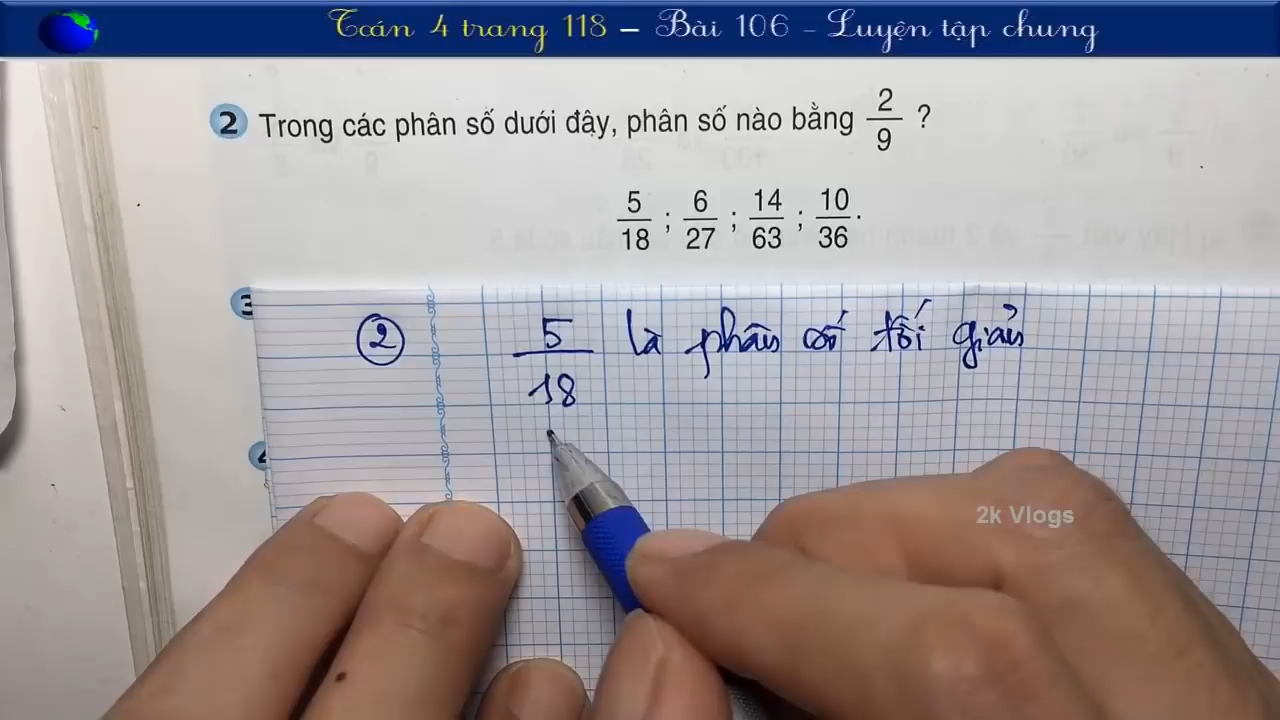 Toán 4 trang 118 – Bài 106 - Luyện tập chung
2 Trong các phân số dưới đây, phân số nào bằng 2/9 ?
5/18 ; 6/27 ; 14/63 ; 10/36.
3
2 5/18 là phân số tối giản
4
2k Vlogs